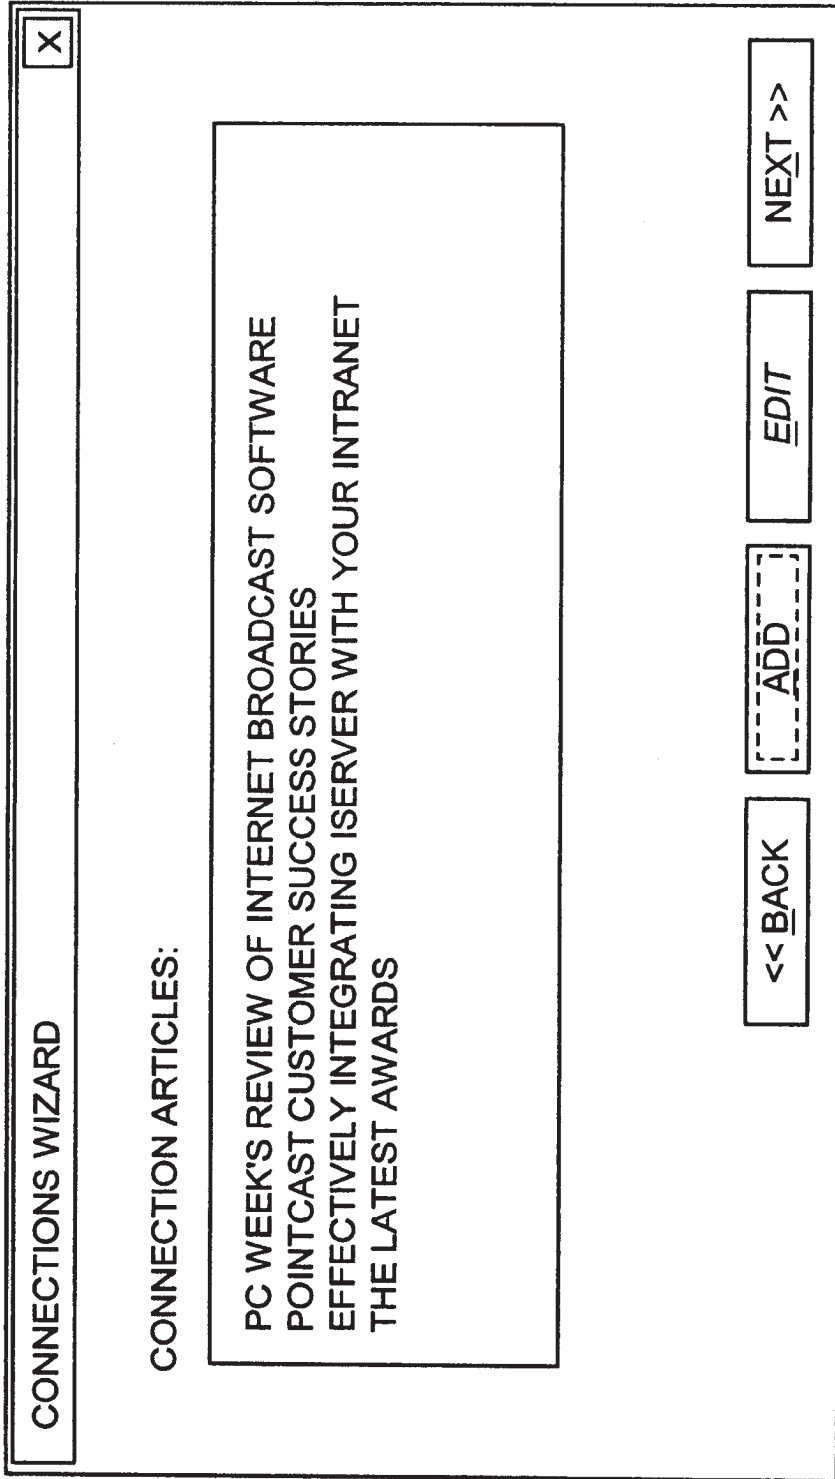 CONNECTIONS WIZARD
X
CONNECTION ARTICLES:
PC WEEK'S REVIEW OF INTERNET BROADCAST SOFTWARE
POINTCAST CUSTOMER SUCCESS STORIES
EFFECTIVELY INTEGRATING ISERVER WITH YOUR INTRANET
THE LATEST AWARDS
<< BACK
ADD
EDIT
NEXT >>